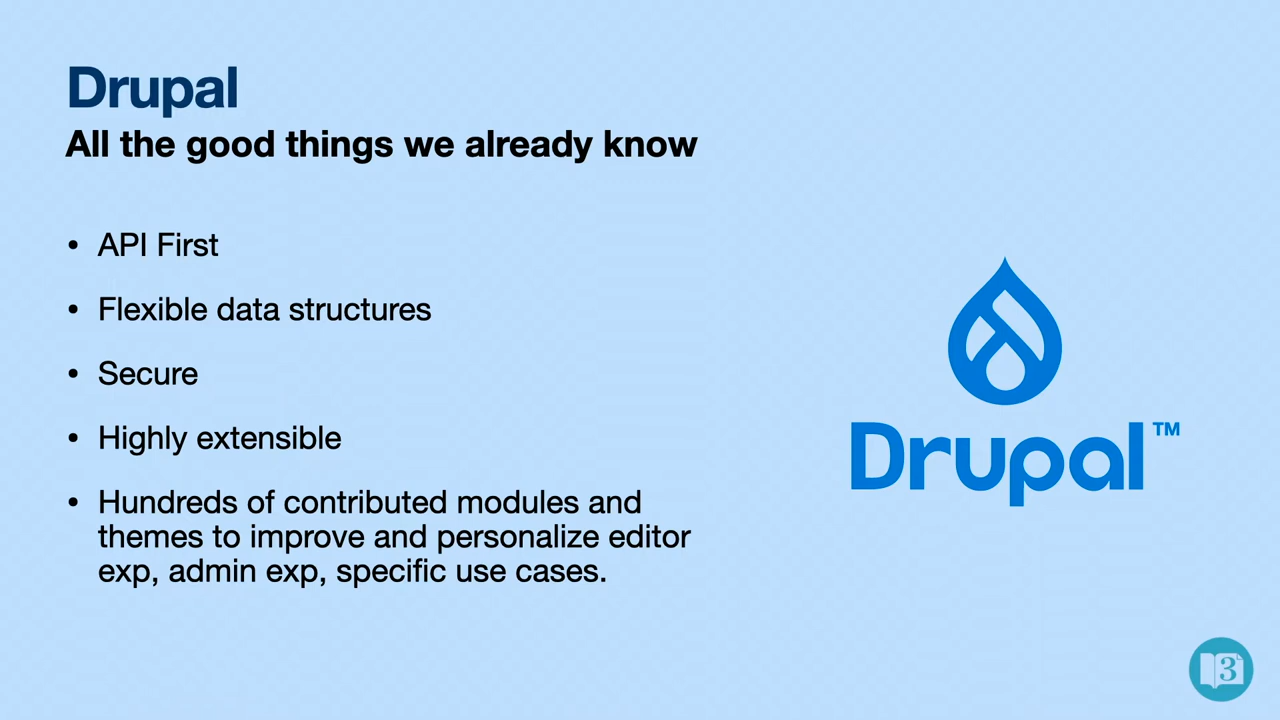 Drupal
All the good things we already know
• API First
• Flexible data structures
• Secure
• Highly extensible
• Hundreds of contributed modules and
themes to improve and personalize editor
exp, admin exp, specific use cases.
Drupal™
3